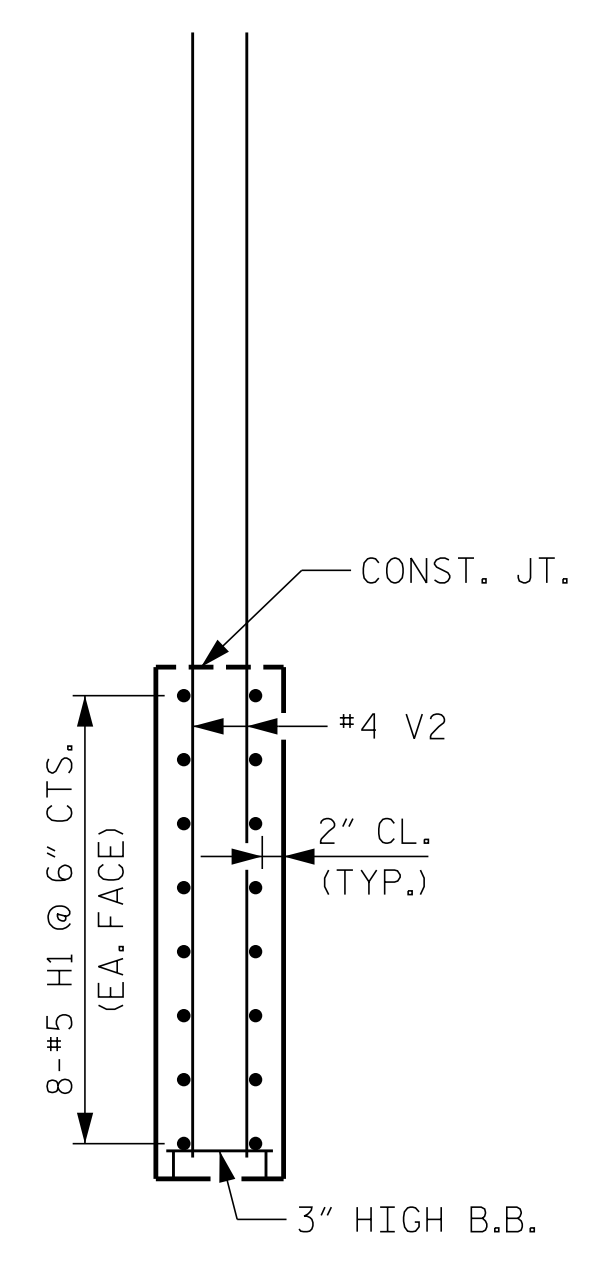 CONST. JT.
#4 V2
2" CL.
(TYP.)
8-#5 H1 @ 6" CTS.
(EA. FACE)
3" HIGH B.B.